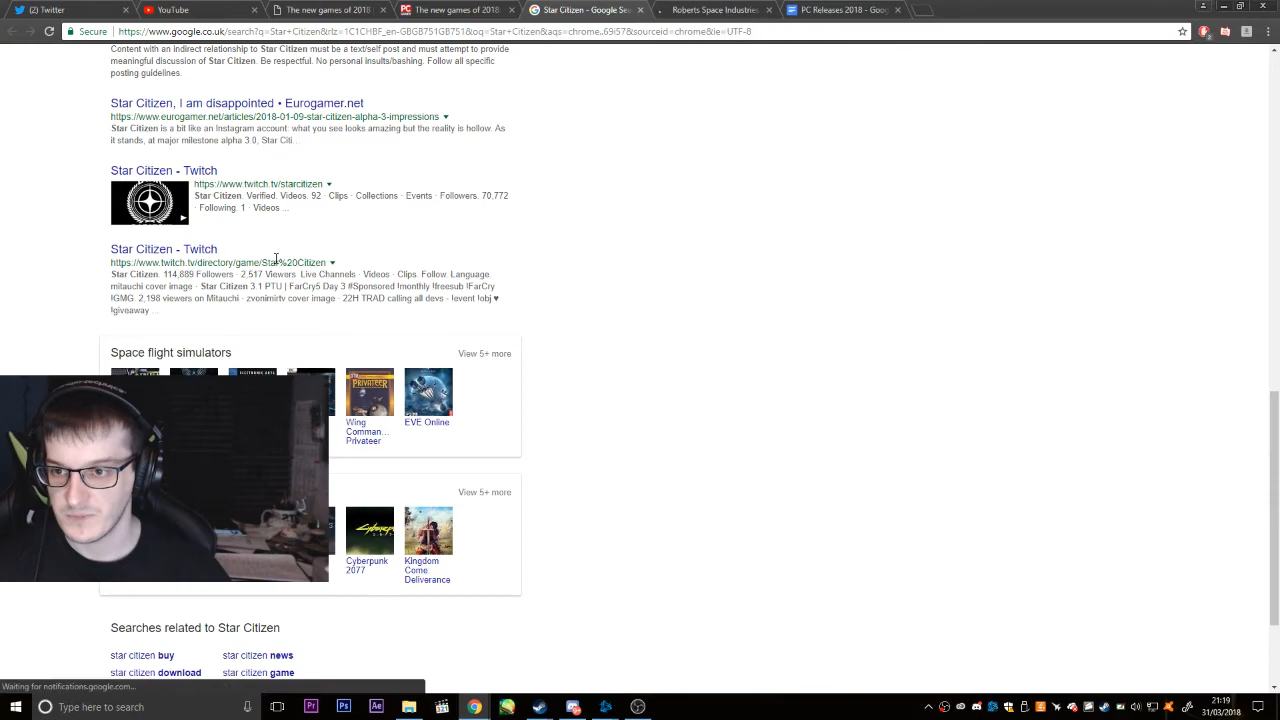 (2) Twitter
YouTube
The new games of 2018
The new games of 2018:
Star Citizen - Google Sea
Roberts Space Industries
PC Releases 2018 - Goog
Secure
https://www.google.co.uk/search?q=Star+Citizen&rlz=1C1CHBF_en-GBGB751GB751&oq=Star+Citizen&aqs=chrome..69i57&sourceid=chrome&ie=UTF-8
Content with an indirect relationship to Star Citizen must be a text/self post and must attempt to provide
meaningful discussion of Star Citizen. Be respectful. No personal insults/bashing. Follow all specific
posting guidelines.
Star Citizen, I am disappointed • Eurogamer.net
https://www.eurogamer.net/articles/2018-01-09-star-citizen-alpha-3-impressions
Star Citizen is a bit like an Instagram account: what you see looks amazing but the reality is hollow. As
it stands, at major milestone alpha 3.0, Star Citi...
Star Citizen - Twitch
https://www.twitch.tv/starcitizen
Star Citizen. Verified. Videos. 92 · Clips · Collections · Events · Followers. 70,772
· Following. 1 · Videos ...
Star Citizen - Twitch
https://www.twitch.tv/directory/game/Star%20Citizen
Star Citizen. 114,889 Followers · 2,517 Viewers. Live Channels · Videos · Clips. Follow. Language.
mitauchi cover image · Star Citizen 3.1 PTU | FarCry5 Day 3 #Sponsored !monthly !freesub !FarCry
!GMG. 2,198 viewers on Mitauchi · zvonimirtv cover image · 22H TRAD calling all devs - !event !obj ♥
!giveaway ...
Space flight simulators
View 5+ more
ELECTRONIC ARTS
PRIVATEER
Wing
Comman...
Privateer
EVE Online
View 5+ more
Cyberpunk
2077
Kingdom
Come:
Deliverance
Searches related to Star Citizen
star citizen buy
star citizen news
star citizen download
star citizen game
Waiting for notifications.google.com...
Type here to search
21:19
31/03/2018